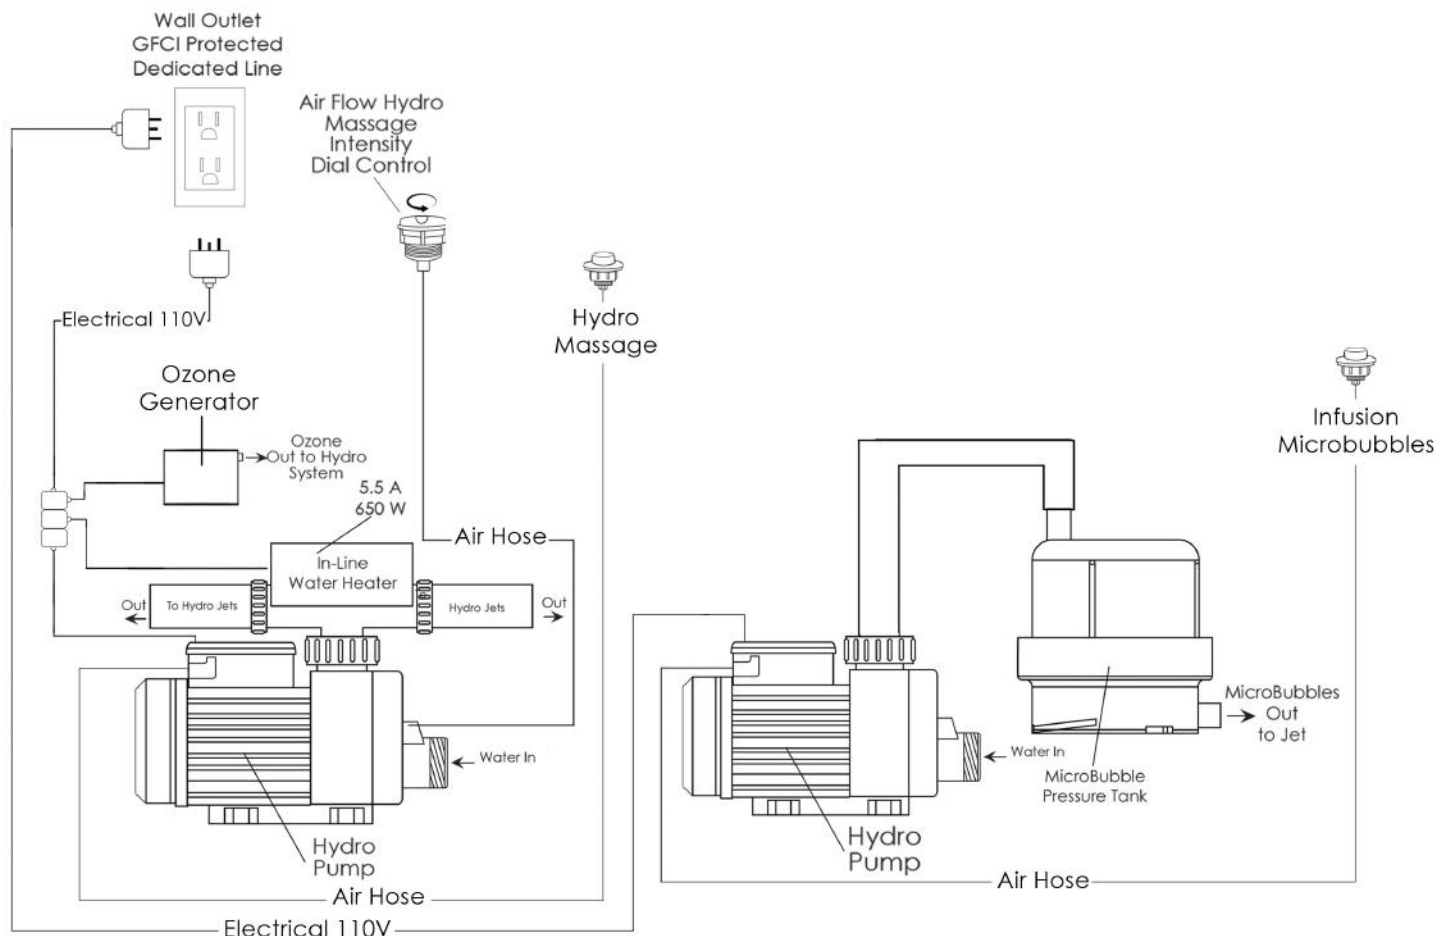 Wall Outlet
GFCI Protected
Dedicated Line
Air Flow Hydro
Massage
Intensity
Dial Control
Electrical 110V
Hydro
Massage
Ozone
Generator
Ozone
Out to Hydro
System
5.5 A
650 W
Infusion
Microbubbles
Air Hose
In-Line
Water Heater
Out
To Hydro Jets
Hydro Jets
Out
Water In
MicroBubbles
Out
to Jet
Water In
MicroBubble
Pressure Tank
Hydro
Pump
Hydro
Pump
Air Hose
Air Hose
Electrical 110V